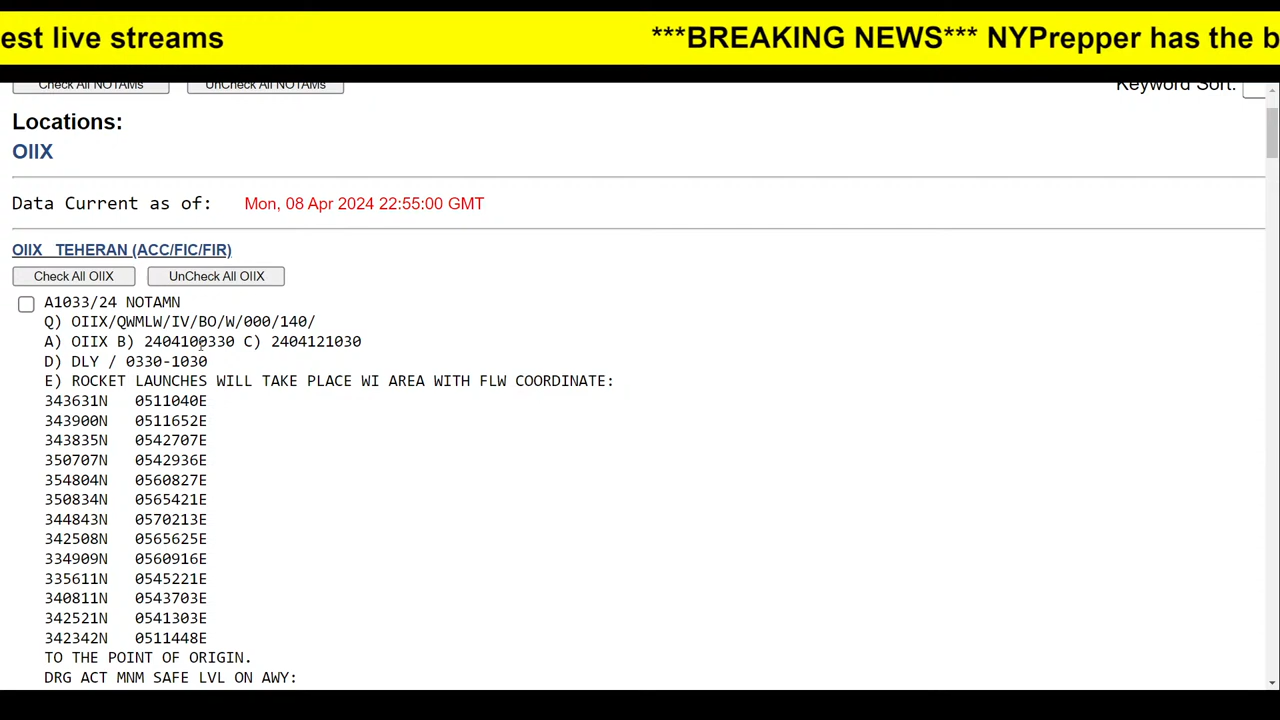 est live streams ***BREAKING NEWS*** NYPrepper has the b
Check All NOTAMs UnCheck All NOTAMs Keyword Sort:
Locations:
OIIX
Data Current as of: Mon, 08 Apr 2024 22:55:00 GMT
OIIX TEHERAN (ACC/FIC/FIR)
Check All OIIX UnCheck All OIIX
A1033/24 NOTAMN
Q) OIIX/QWMLW/IV/BO/W/000/140/
A) OIIX B) 2404100330 C) 2404121030
D) DLY / 0330-1030
E) ROCKET LAUNCHES WILL TAKE PLACE WI AREA WITH FLW COORDINATE:
343631N 0511040E
343900N 0511652E
343835N 0542707E
350707N 0542936E
354804N 0560827E
350834N 0565421E
344843N 0570213E
342508N 0565625E
334909N 0560916E
335611N 0545221E
340811N 0543703E
342521N 0541303E
342342N 0511448E
TO THE POINT OF ORIGIN.
DRG ACT MNM SAFE LVL ON AWY: